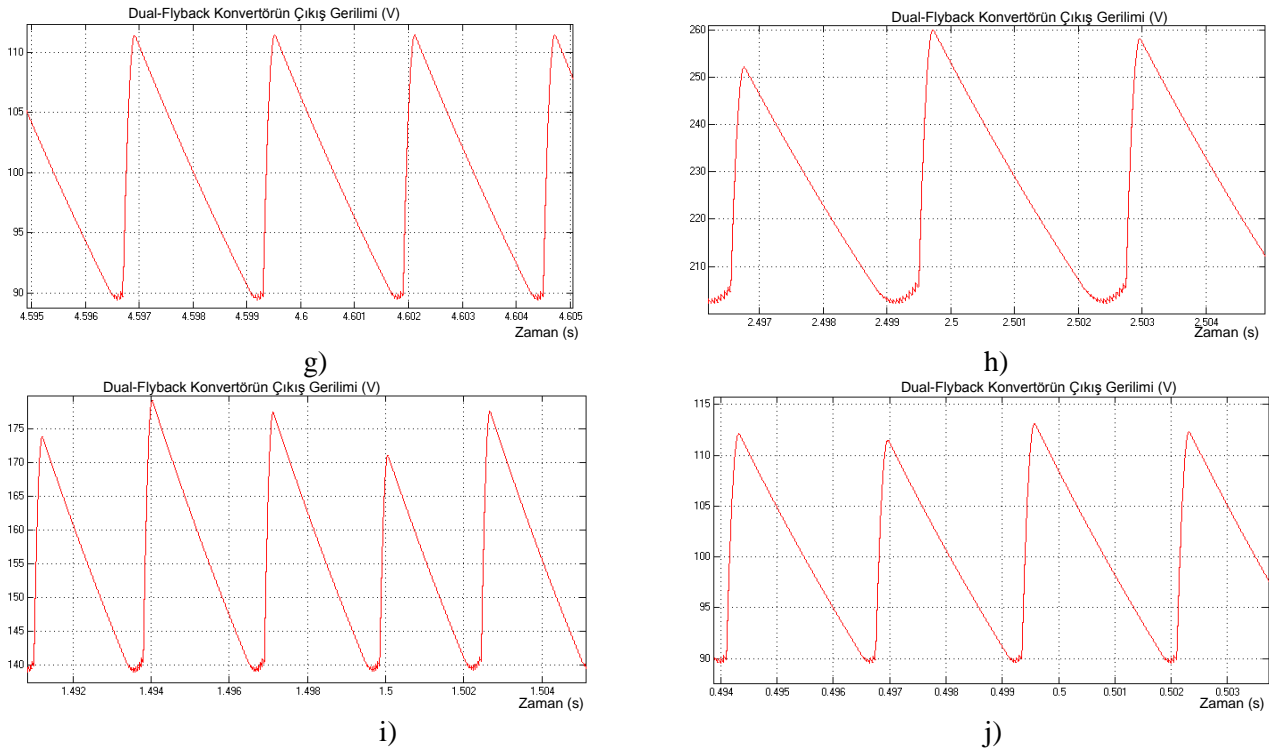 Dual-Flyback Konvertörün Çıkış Gerilimi (V)
110
105
100
95
90
4.595 4.596 4.597 4.598 4.599 4.6 4.601 4.602 4.603 4.604 4.605
Zaman (s)
g)
Dual-Flyback Konvertörün Çıkış Gerilimi (V)
260
250
240
230
220
210
2.497 2.498 2.499 2.5 2.501 2.502 2.503 2.504
Zaman (s)
h)
Dual-Flyback Konvertörün Çıkış Gerilimi (V)
175
170
165
160
155
150
145
140
1.492 1.494 1.496 1.498 1.5 1.502 1.504
Zaman (s)
i)
Dual-Flyback Konvertörün Çıkış Gerilimi (V)
115
110
105
100
95
90
0.494 0.495 0.496 0.497 0.498 0.499 0.5 0.501 0.502 0.503
Zaman (s)
j)